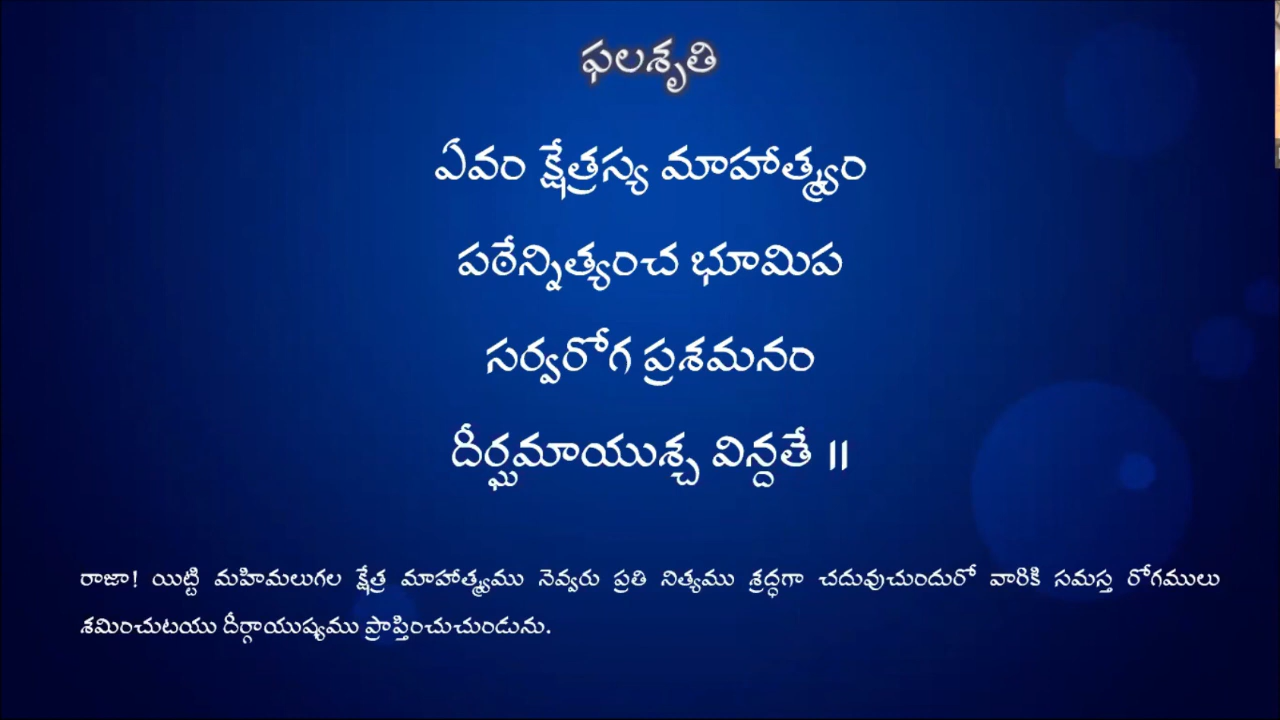 ఫలశృతి
ఏవం క్షేత్రస్య మాహాత్మ్యం
పఠేన్నిత్యంచ భూమిప
సర్వరోగ ప్రశమనం
దీర్ఘమాయుశ్చ విన్దతే ॥
రాజా! యిట్టి మహిమలుగల క్షేత్ర మాహాత్మ్యము నెవ్వరు ప్రతి నిత్యము శ్రద్ధగా చదువుచుందురో వారికి సమస్త రోగములు
శమించుటయు దీర్గాయుష్యము ప్రాప్తించుచుండును.